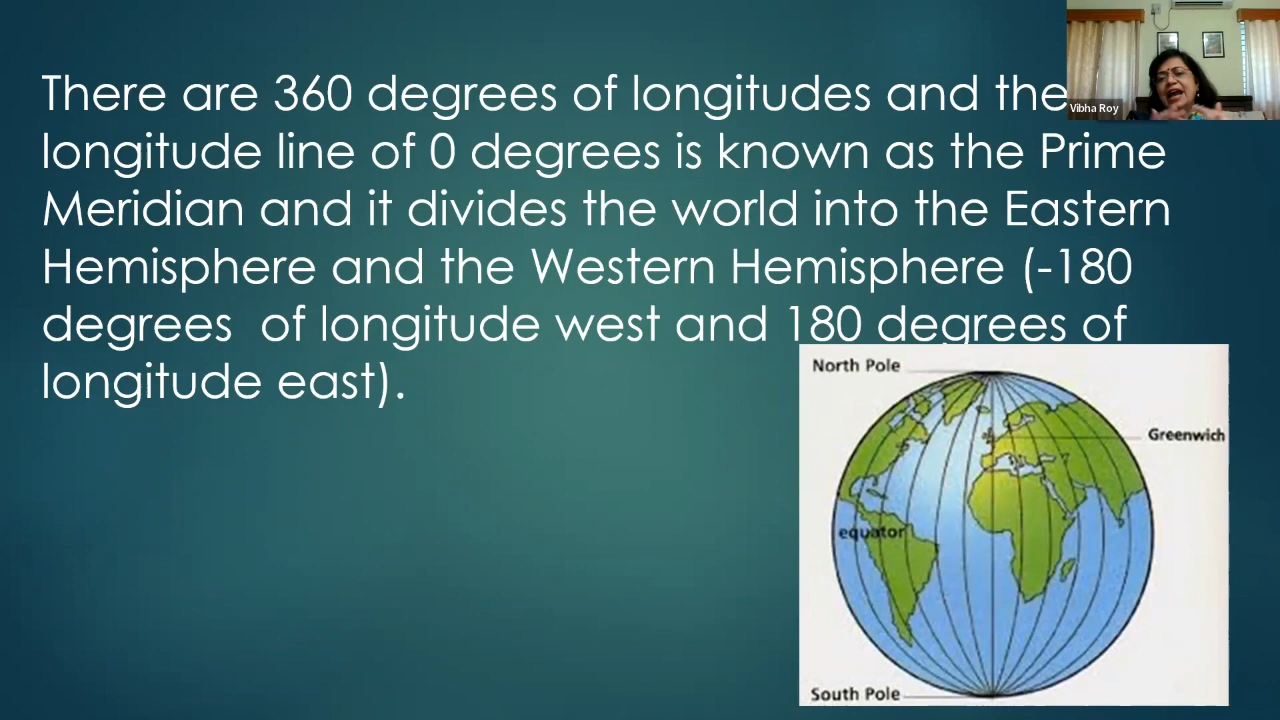 There are 360 degrees of longitudes and the
longitude line of 0 degrees is known as the Prime
Meridian and it divides the world into the Eastern
Hemisphere and the Western Hemisphere (-180
degrees  of longitude west and 180 degrees of
longitude east).
Vibha Roy
North Pole
Greenwich
equator
South Pole